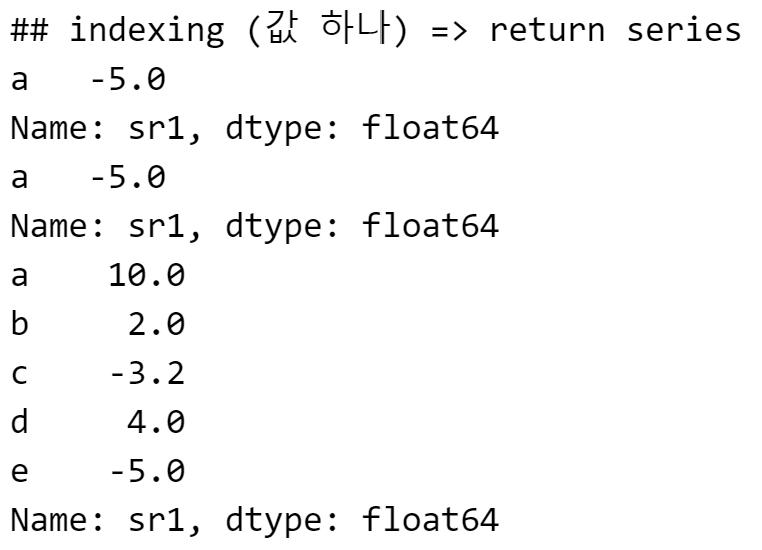 ## indexing (값 하나) => return series
a   -5.0
Name: sr1, dtype: float64
a   -5.0
Name: sr1, dtype: float64
a    10.0
b     2.0
c    -3.2
d     4.0
e    -5.0
Name: sr1, dtype: float64